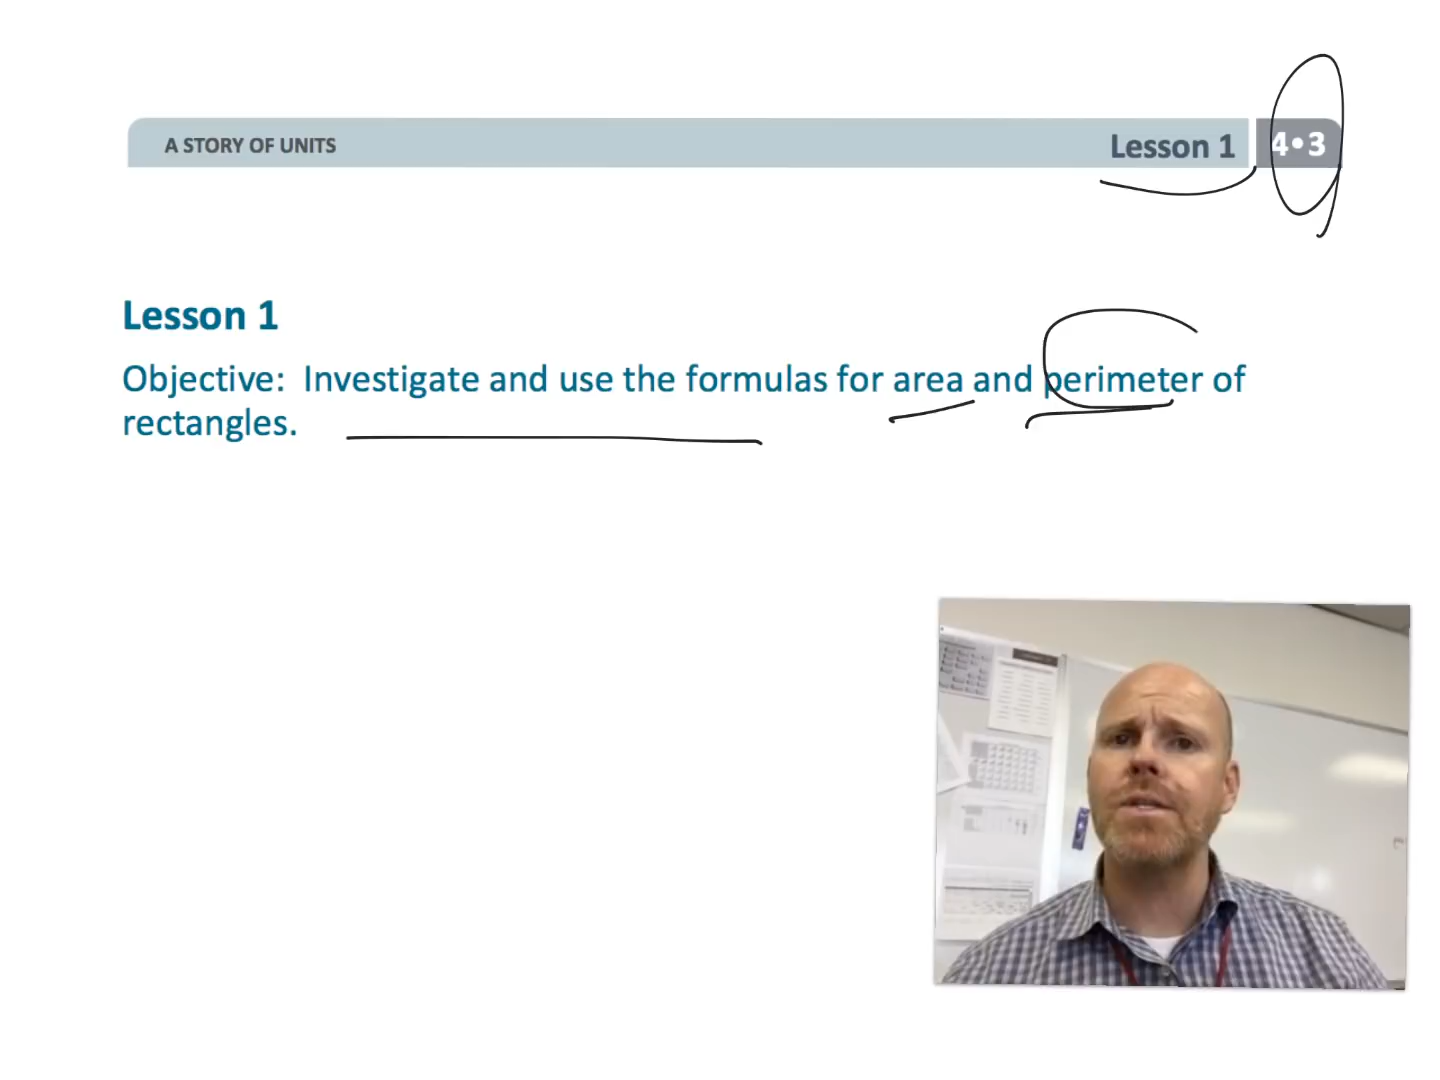 A STORY OF UNITS
Lesson 1
4•3
Lesson 1
Objective: Investigate and use the formulas for area and perimeter of
rectangles.